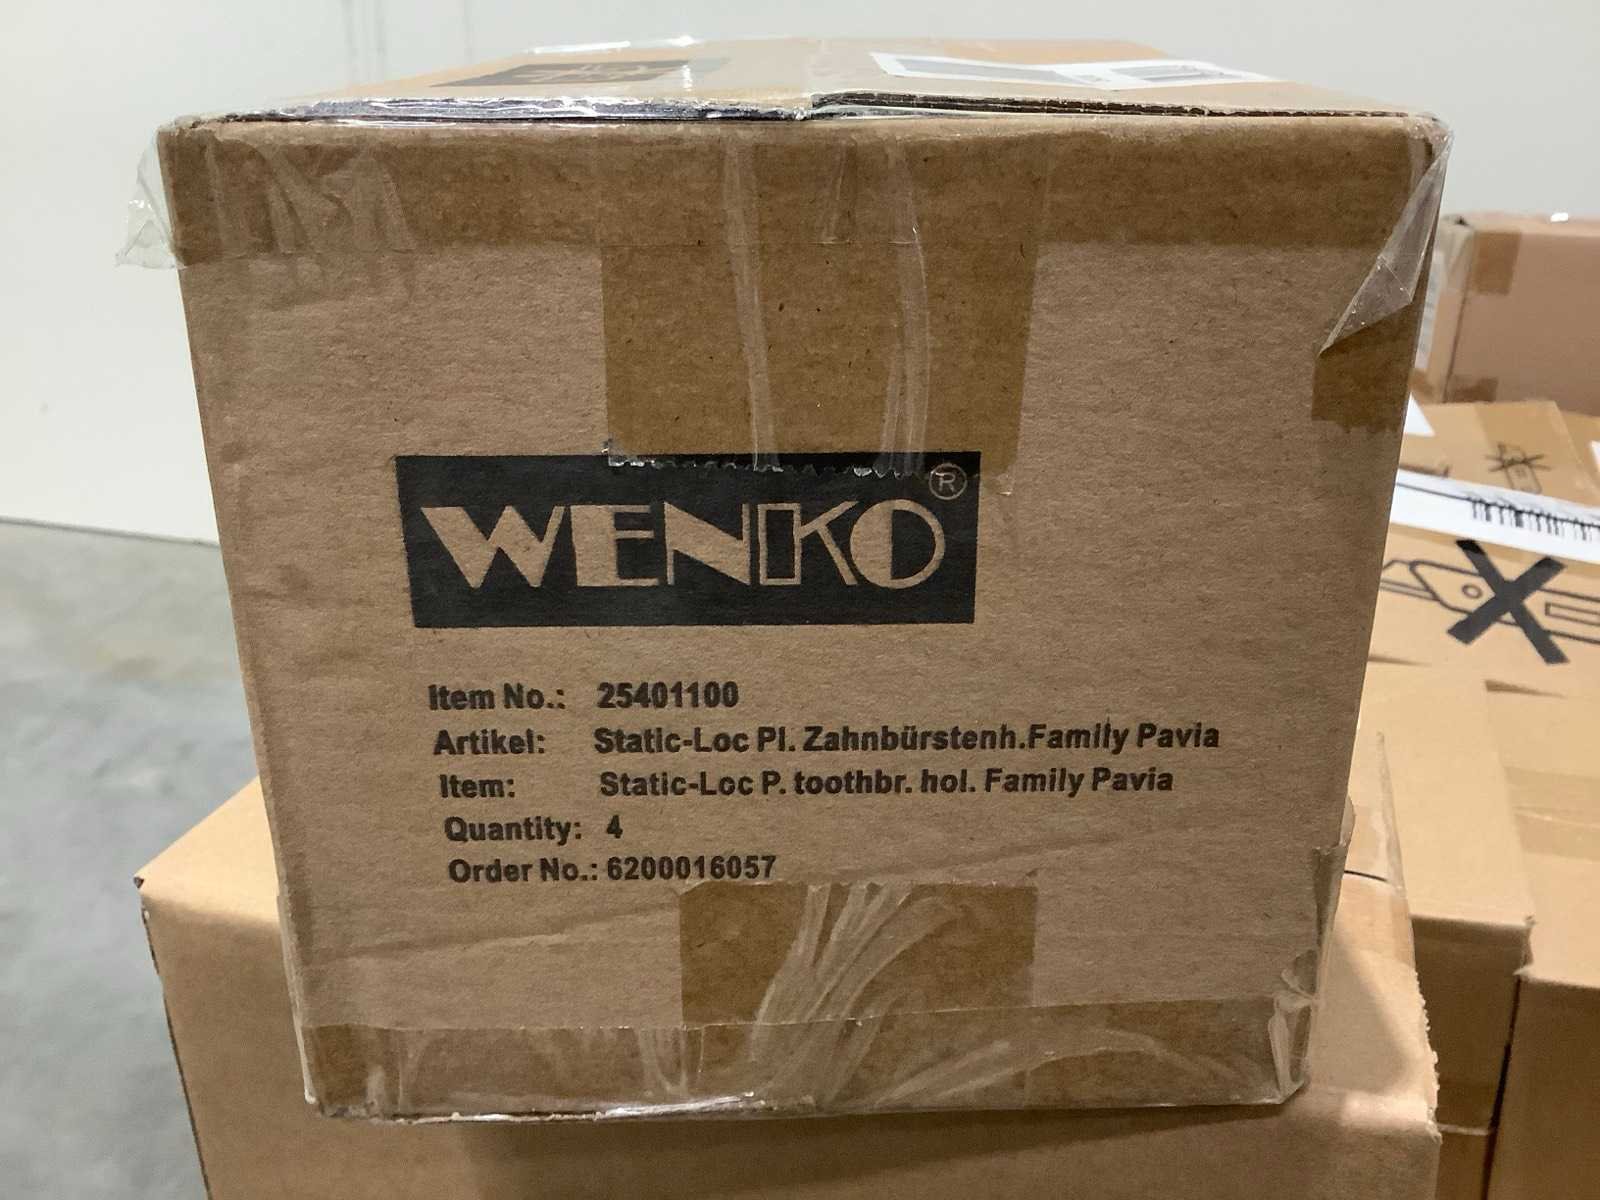 WENKO®
Item No.: 25401100
Artikel: Static-Loc Pl. Zahnbürstenh.Family Pavia
Item: Static-Loc P. toothbr. hol. Family Pavia
Quantity: 4
Order No.: 6200016057